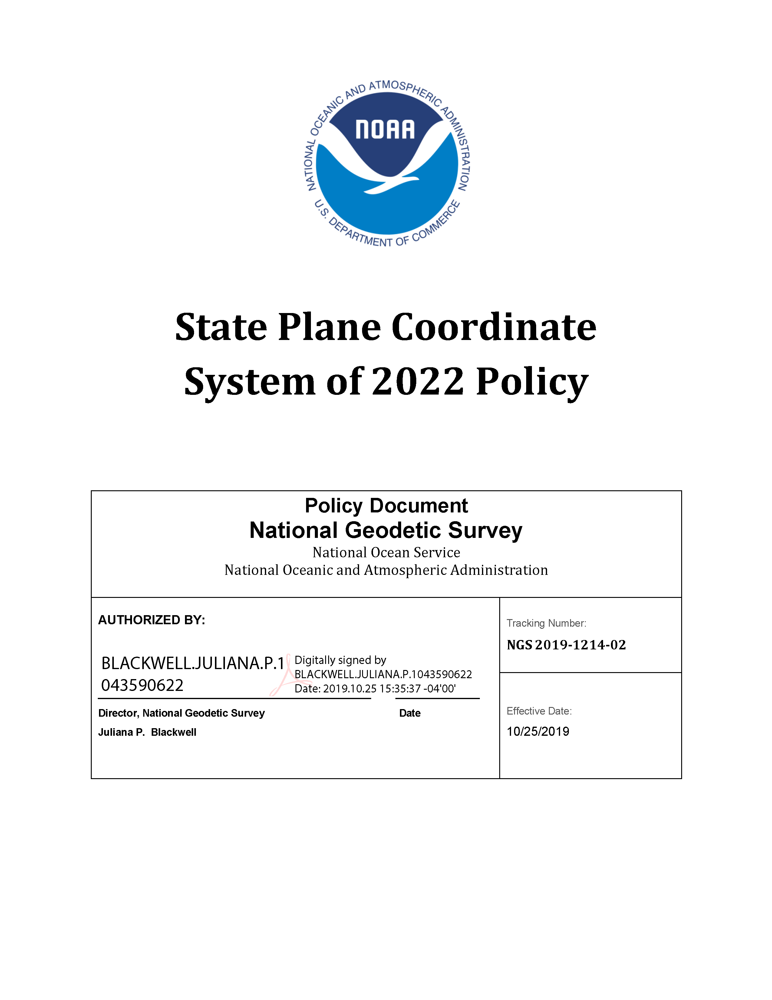 NATIONAL OCEANIC AND ATMOSPHERIC ADMINISTRATION
NOAA
U.S. DEPARTMENT OF COMMERCE
State Plane Coordinate
System of 2022 Policy
Policy Document
National Geodetic Survey
National Ocean Service
National Oceanic and Atmospheric Administration
AUTHORIZED BY:
BLACKWELL.JULIANA.P.1
043590622
Digitally signed by
BLACKWELL.JULIANA.P.1043590622
Date: 2019.10.25 15:35:37 -04'00'
Director, National Geodetic Survey
Date
Juliana P. Blackwell
Tracking Number:
NGS 2019-1214-02
Effective Date:
10/25/2019